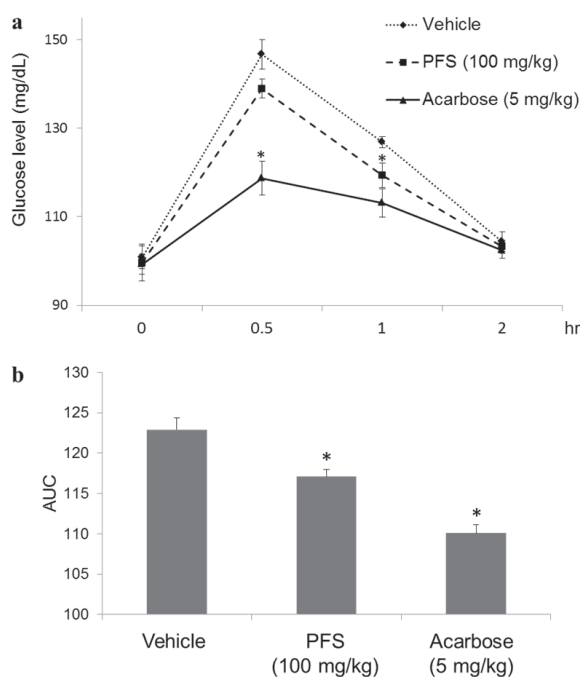 a
Vehicle
PFS (100 mg/kg)
Acarbose (5 mg/kg)
Glucose level (mg/dL)
150
130
110
90
*
*
0 0.5 1 2 hr
b
AUC
130
125
120
115
110
105
100
*
*
Vehicle PFS Acarbose
(100 mg/kg) (5 mg/kg)